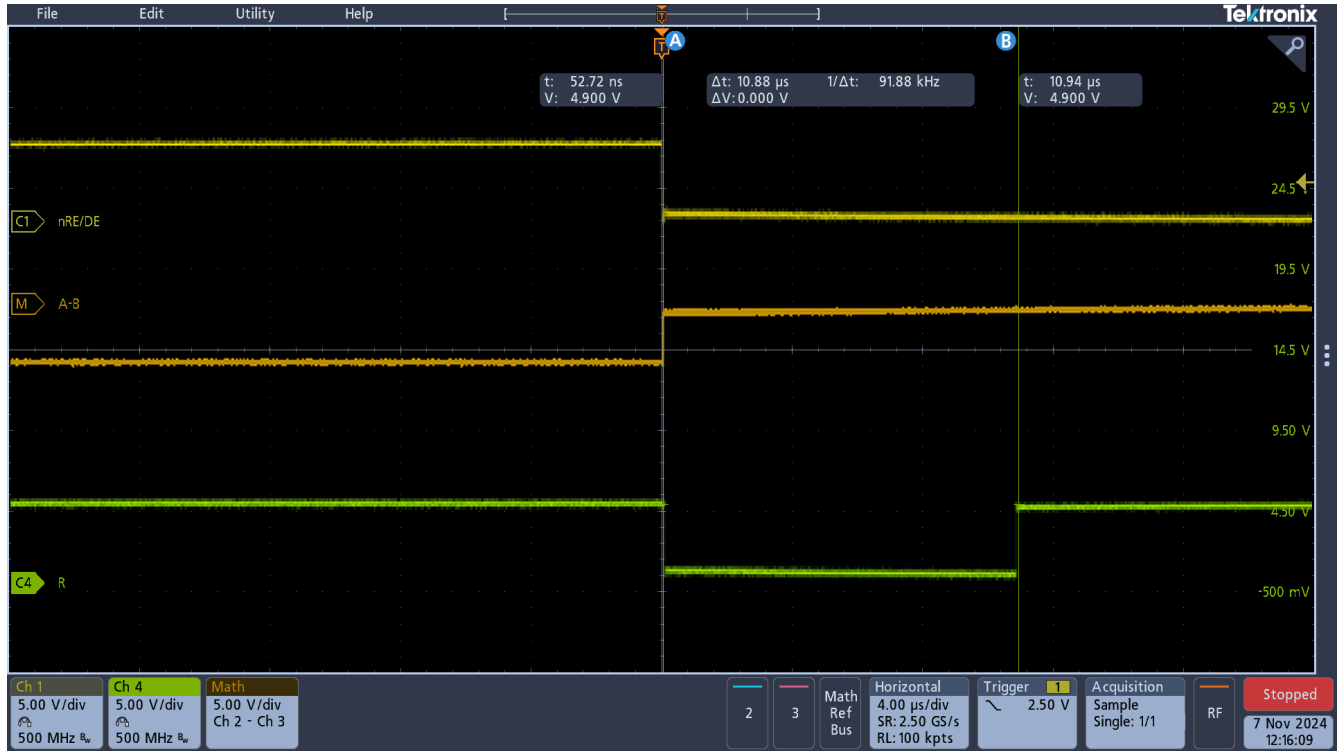 File Edit Utility Help Tektronix
T
T A B
t: 52.72 ns
V: 4.900 V
Δt: 10.88 µs 1/Δt: 91.88 kHz
ΔV: 0.000 V
t: 10.94 µs
V: 4.900 V
29.5 V
24.5
C1 nRE/DE
19.5 V
M A-B
14.5 V
9.50 V
4.50 V
C4 R
-500 mV
Ch 1
5.00 V/div
500 MHz Bw
Ch 4
5.00 V/div
500 MHz Bw
Math
5.00 V/div
Ch 2 - Ch 3
2
3
Math
Ref
Bus
Horizontal
4.00 µs/div
SR: 2.50 GS/s
RL: 100 kpts
Trigger 1
2.50 V
Acquisition
Sample
Single: 1/1
RF
Stopped
7 Nov 2024
12:16:09